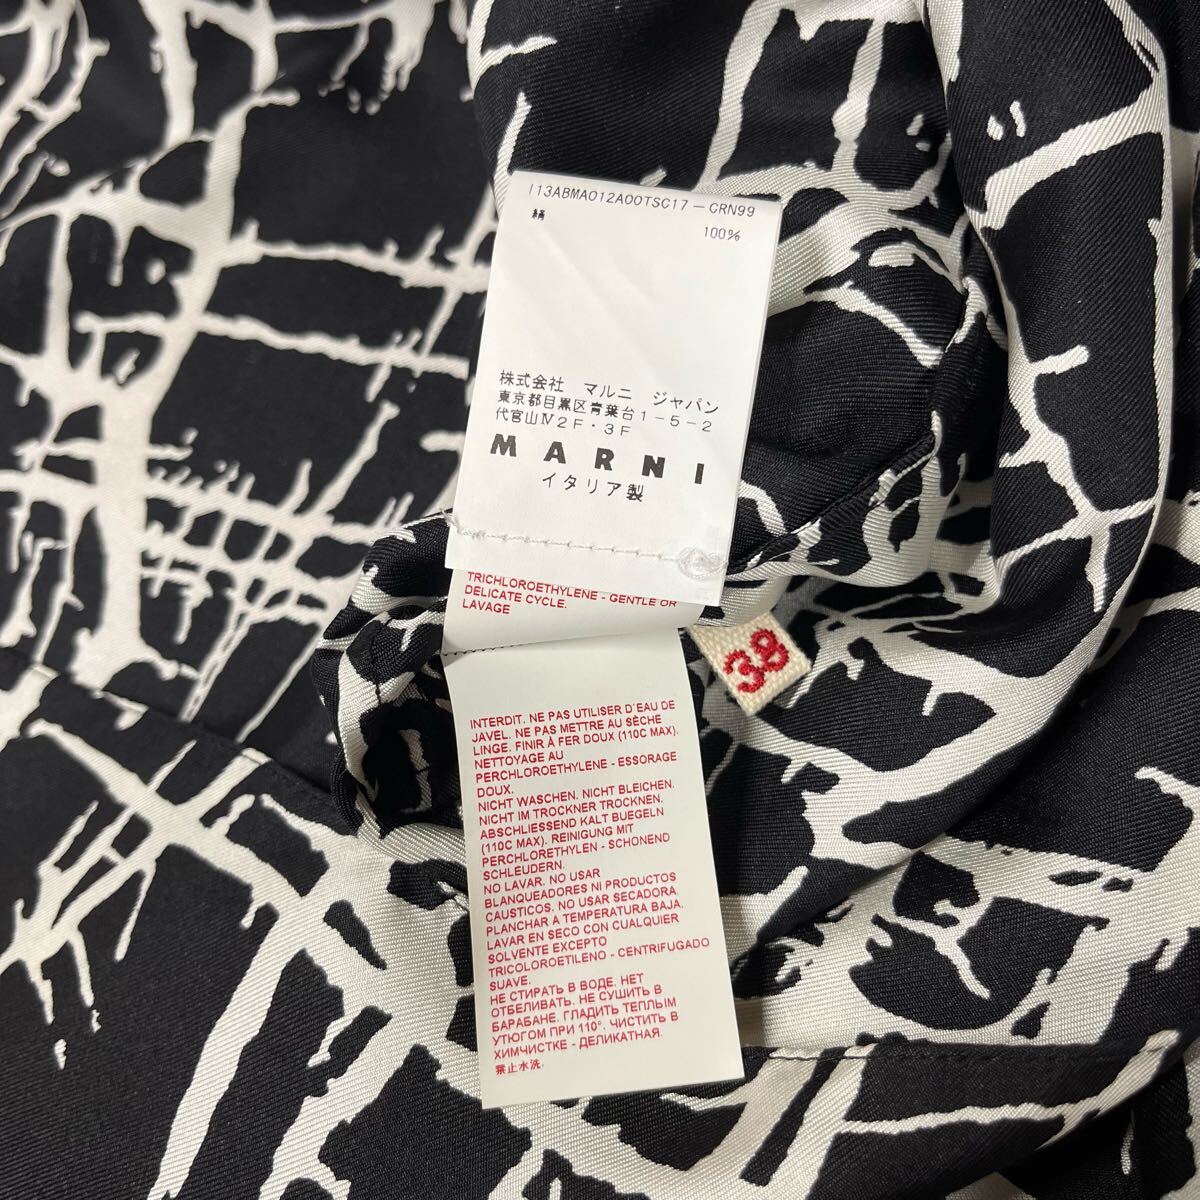 I13ABMA012A00TSC17-CRN99
絹
100%
株式会社 マルニ ジャパン
東京都目黒区青葉台1-5-2
代官山Ⅳ2F・3F
MARNI
イタリア製
TRICHLOROETHYLENE - GENTLE OR
DELICATE CYCLE.
LAVAGE
38
INTERDIT. NE PAS UTILISER D'EAU DE
JAVEL. NE PAS METTRE AU SÈCHE
LINGE. FINIR À FER DOUX (110C MAX).
NETTOYAGE AU
PERCHLOROETHYLENE - ESSORAGE
DOUX.
NICHT WASCHEN. NICHT BLEICHEN.
NICHT IM TROCKNER TROCKNEN.
ABSCHLIESSEND KALT BUEGELN
(110C MAX). REINIGUNG MIT
PERCHLORETHYLEN - SCHONEND
SCHLEUDERN.
NO LAVAR. NO USAR
BLANQUEADORES NI PRODUCTOS
CAUSTICOS. NO USAR SECADORA.
PLANCHAR A TEMPERATURA BAJA.
LAVAR EN SECO CON CUALQUIER
SOLVENTE EXCEPTO
TRICOLOROETILENO - CENTRIFUGADO
SUAVE.
НЕ СТИРАТЬ В ВОДЕ. НЕТ
ОТБЕЛИВАТЬ. НЕ СУШИТЬ В
БАРАБАНЕ. ГЛАДИТЬ ТЕПЛЫМ
УТЮГОМ ПРИ 110°. ЧИСТИТЬ В
ХИМЧИСТКЕ - ДЕЛИКАТНАЯ.
禁止水洗.